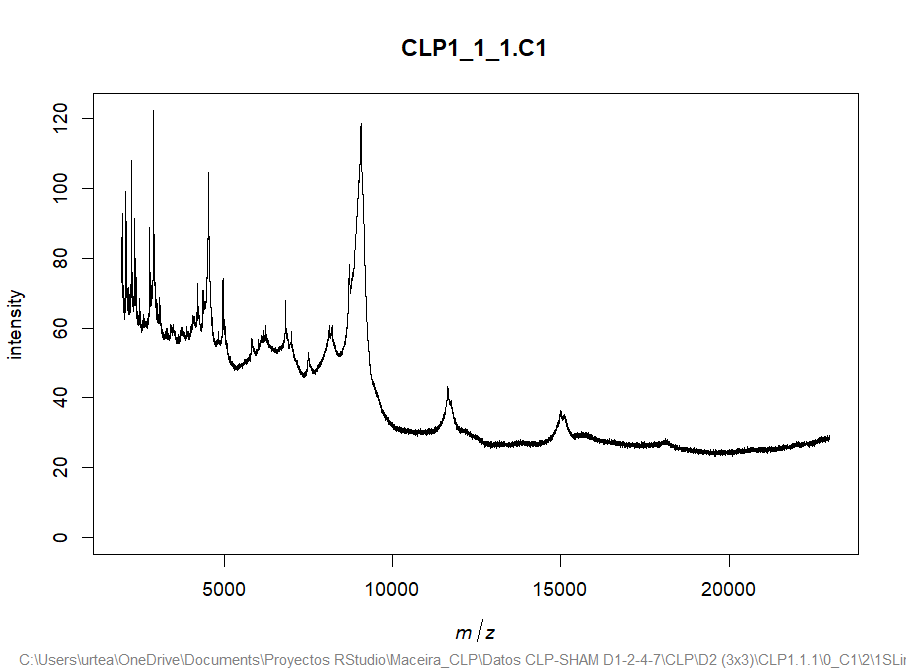 CLP1_1_1.C1
120
100
80
60
40
20
0
intensity
5000 10000 15000 20000
m / z
C:\Users\urtea\OneDrive\Documents\Proyectos RStudio\Maceira_CLP\Datos CLP-SHAM D1-2-4-7\CLP\D2 (3x3)\CLP1.1.1\0_C1\2\1SLin